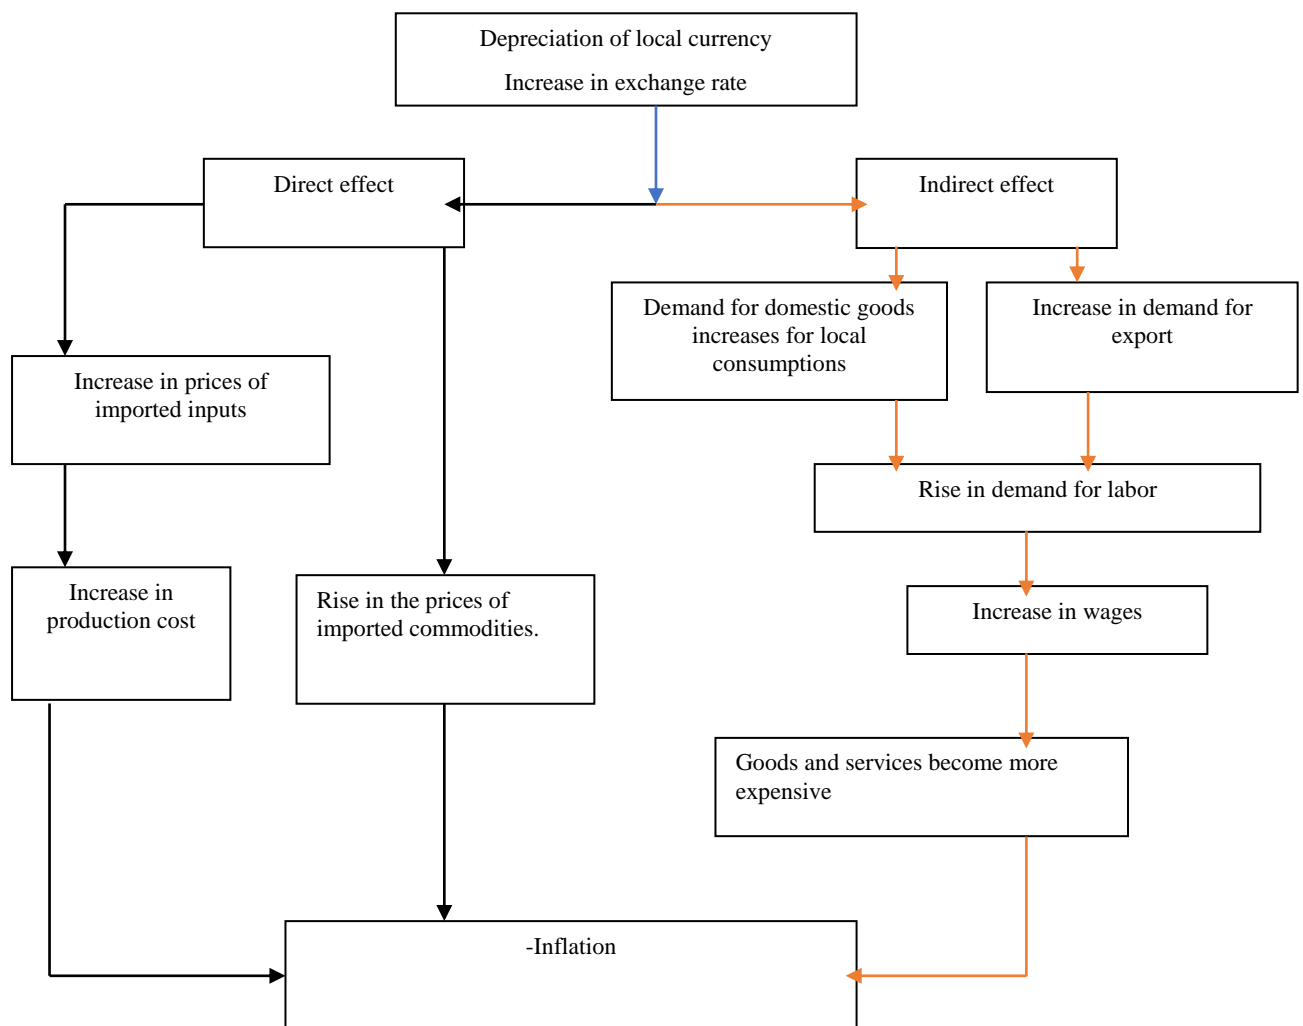 Depreciation of local currency
Increase in exchange rate
Direct effect
Indirect effect
Demand for domestic goods
increases for local
consumptions
Increase in demand for
export
Increase in prices of
imported inputs
Rise in demand for labor
Increase in
production cost
Rise in the prices of
imported commodities.
Increase in wages
Goods and services become more
expensive
-Inflation